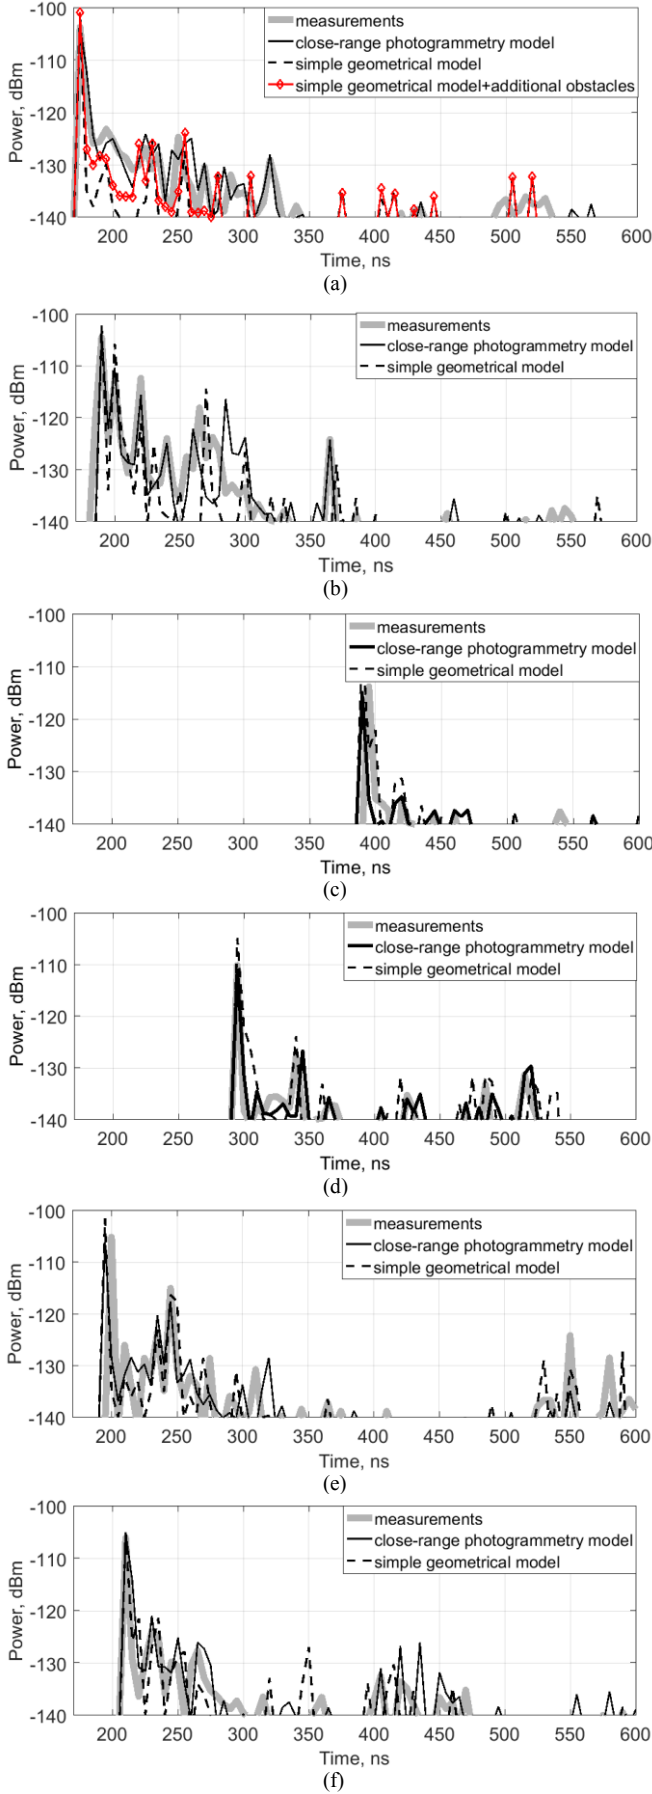 -100
-110
-120
-130
-140
Power, dBm
measurements
close-range photogrammetry model
simple geometrical model
simple geometrical model+additional obstacles
200 250 300 350 400 450 500 550 600
Time, ns
(a)
-100
-110
-120
-130
-140
Power, dBm
measurements
close-range photogrammetry model
simple geometrical model
200 250 300 350 400 450 500 550 600
Time, ns
(b)
-100
-110
-120
-130
-140
Power, dBm
measurements
close-range photogrammetry model
simple geometrical model
200 250 300 350 400 450 500 550 600
Time, ns
(c)
-100
-110
-120
-130
-140
Power, dBm
measurements
close-range photogrammetry model
simple geometrical model
200 250 300 350 400 450 500 550 600
Time, ns
(d)
-100
-110
-120
-130
-140
Power, dBm
measurements
close-range photogrammetry model
simple geometrical model
200 250 300 350 400 450 500 550 600
Time, ns
(e)
-100
-110
-120
-130
-140
Power, dBm
measurements
close-range photogrammetry model
simple geometrical model
200 250 300 350 400 450 500 550 600
Time, ns
(f)